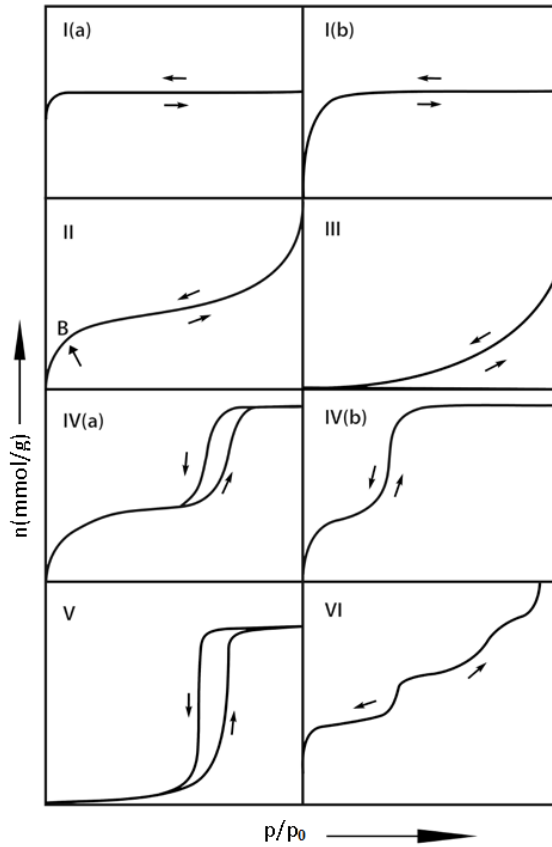 I(a)
I(b)
II
III
B
IV(a)
IV(b)
V
VI
n(mmol/g)
p/p₀